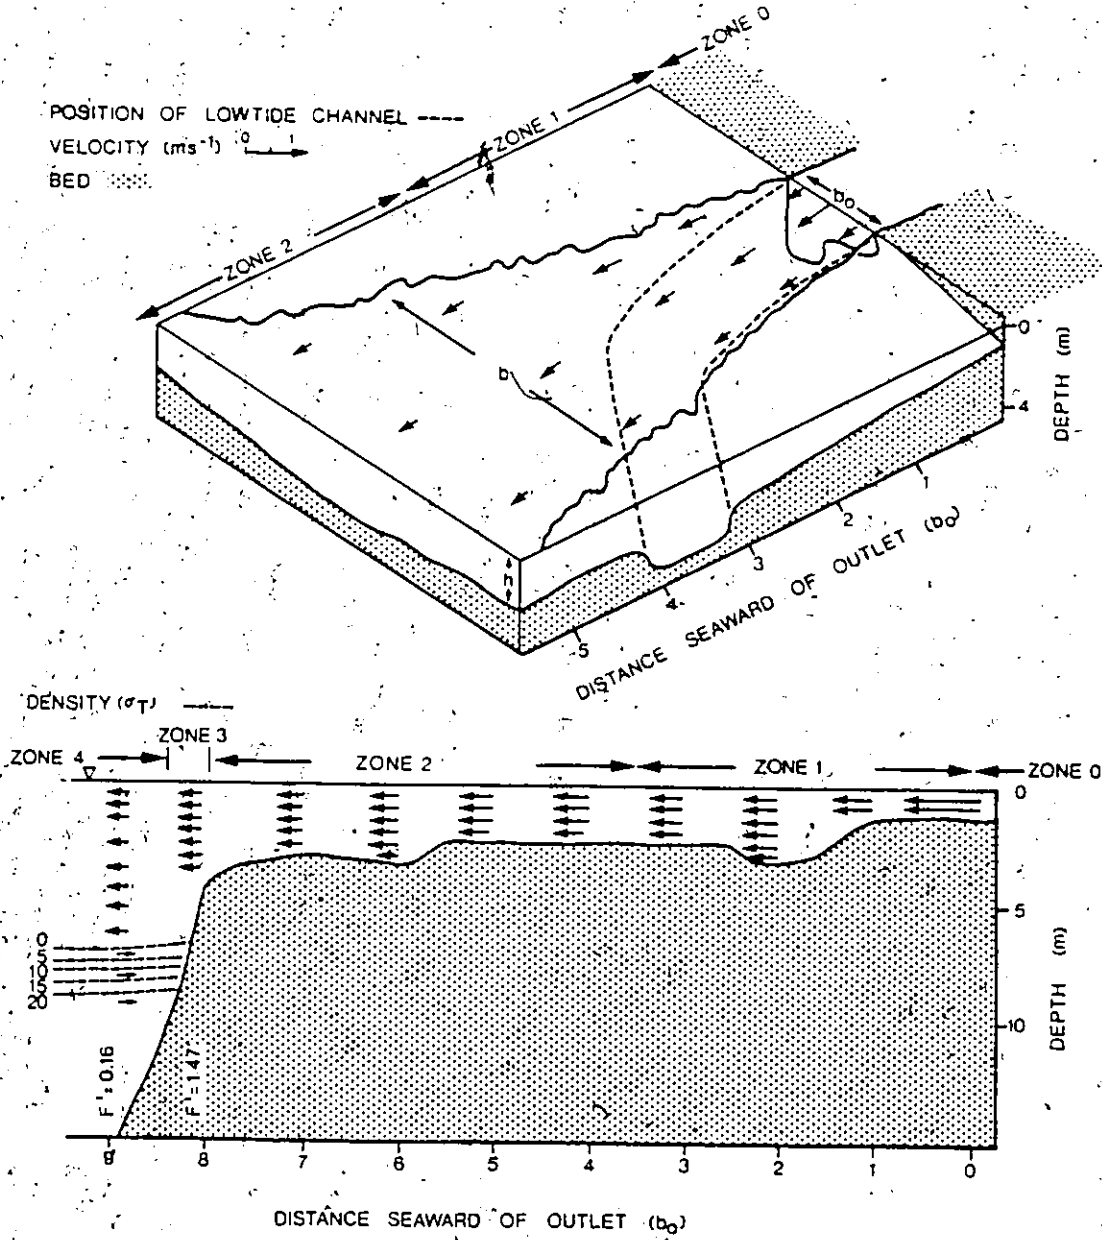 ZONE 0
POSITION OF LOWTIDE CHANNEL ----
ZONE 1
VELOCITY (ms⁻¹) 0 1
BED
b₀
ZONE 2
0
b
4
DEPTH (m)
1
2
h
3
4
5
DISTANCE SEAWARD OF OUTLET (b₀)
DENSITY (σT) ----
ZONE 3
ZONE 4
ZONE 2
ZONE 1
ZONE 0
0
5
0
5
10
15
20
10
DEPTH (m)
F' = 0.16
F' = 1.47
9 8 7 6 5 4 3 2 1 0
DISTANCE SEAWARD OF OUTLET (b₀)